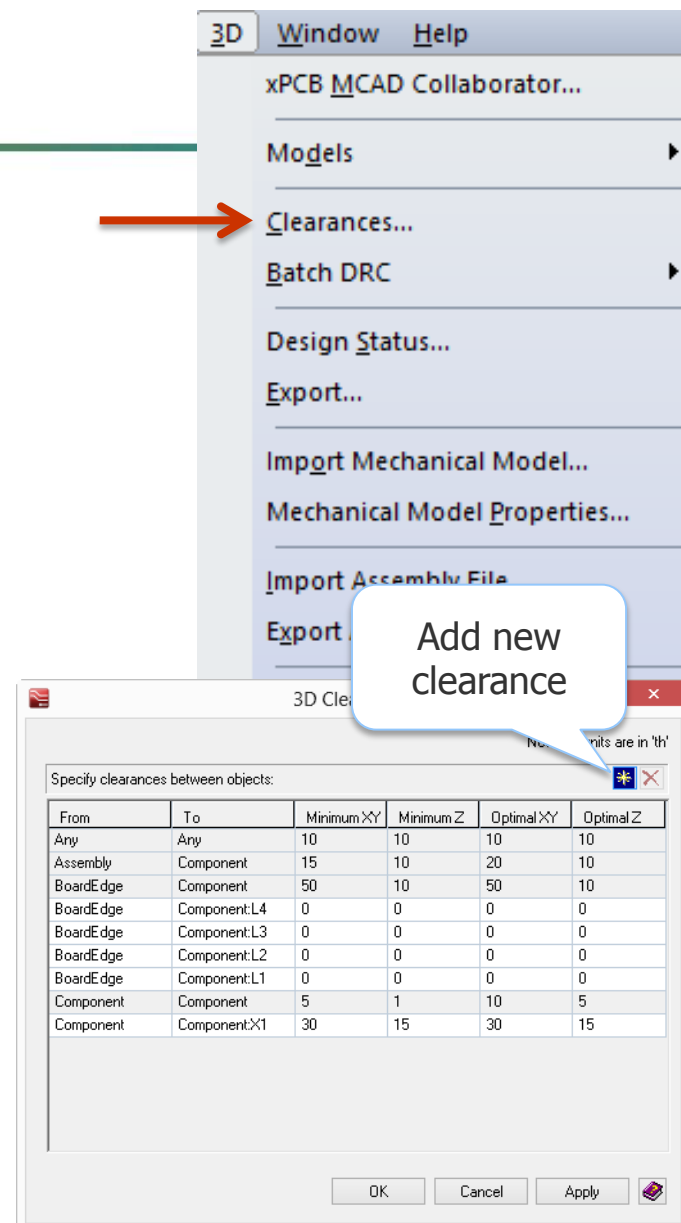 3D Window Help
xPCB MCAD Collaborator...
Models
Clearances...
Batch DRC
Design Status...
Export...
Import Mechanical Model...
Mechanical Model Properties...
Import Assembly File
Export
Add new
clearance
3D Cle
units are in 'th'
Specify clearances between objects:
From To Minimum XY Minimum Z Optimal XY Optimal Z
Any Any 10 10 10 10
Assembly Component 15 10 20 10
BoardEdge Component 50 10 50 10
BoardEdge Component:L4 0 0 0 0
BoardEdge Component:L3 0 0 0 0
BoardEdge Component:L2 0 0 0 0
BoardEdge Component:L1 0 0 0 0
Component Component 5 1 10 5
Component Component:X1 30 15 30 15
OK Cancel Apply